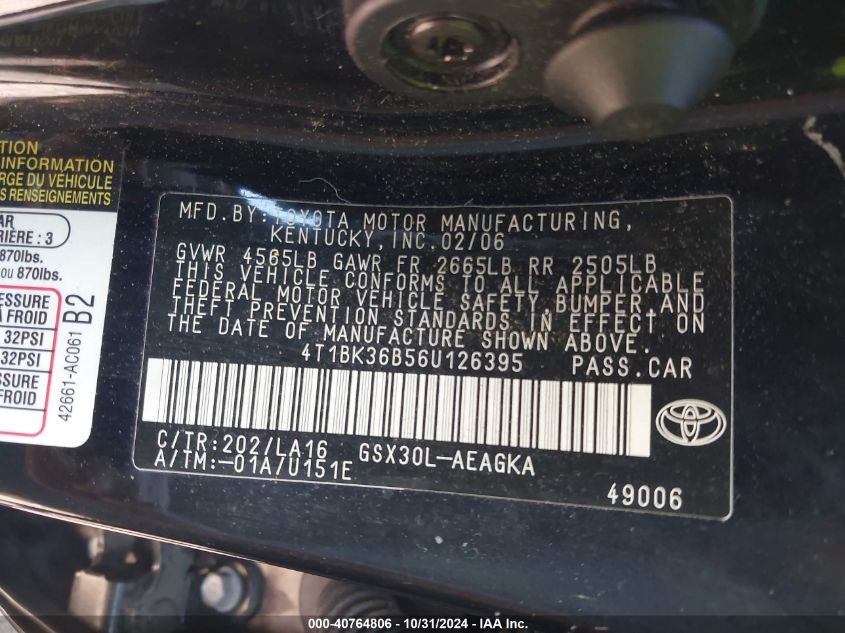 TION
INFORMATION
RGE DU VÉHICULE
S RENSEIGNEMENTS
AR
RIÈRE : 3
870lbs.
ou 870lbs.
ESSURE
À FROID
32PSI
32PSI
ESSURE
FROID
42661-AC061 B2
MFD. BY: TOYOTA MOTOR MANUFACTURING,
KENTUCKY, INC. 02/06
GVWR 4565LB GAWR FR 2665LB RR 2505LB
THIS VEHICLE CONFORMS TO ALL APPLICABLE
FEDERAL MOTOR VEHICLE SAFETY, BUMPER, AND
THEFT PREVENTION STANDARDS IN EFFECT ON
THE DATE OF MANUFACTURE SHOWN ABOVE.
4T1BK36B56U126395 PASS.CAR
C/TR:202/LA16 GSX30L-AEAGKA
A/TM:-01A/U151E
49006
000-40764806 - 10/31/2024 - IAA Inc.